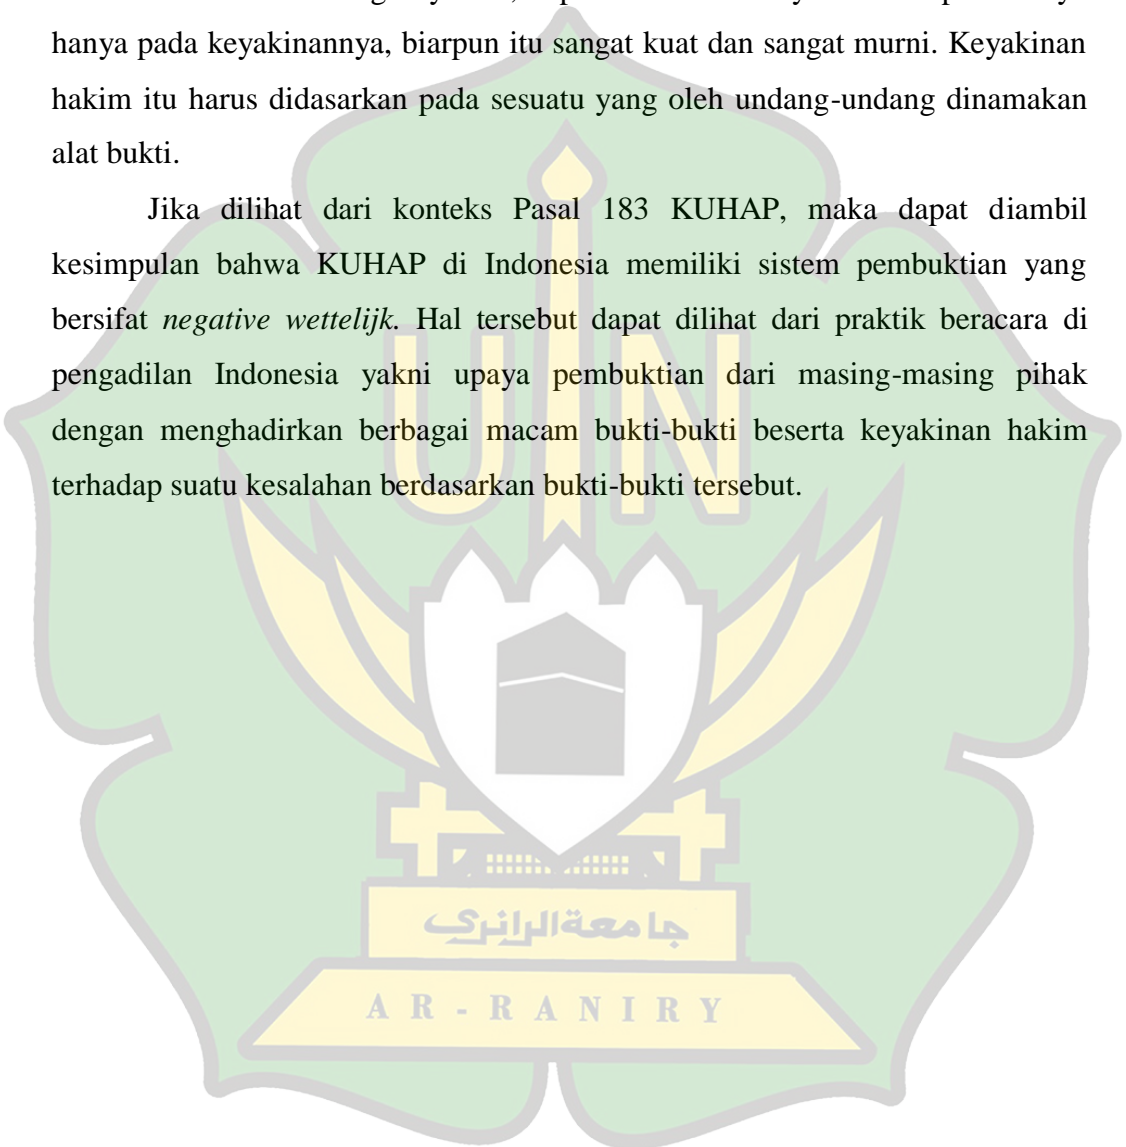 hanya pada keyakinannya, biarpun itu sangat kuat dan sangat murni. Keyakinan
hakim itu harus didasarkan pada sesuatu yang oleh undang-undang dinamakan
alat bukti.
Jika dilihat dari konteks Pasal 183 KUHAP, maka dapat diambil
kesimpulan bahwa KUHAP di Indonesia memiliki sistem pembuktian yang
bersifat negative wettelijk. Hal tersebut dapat dilihat dari praktik beracara di
pengadilan Indonesia yakni upaya pembuktian dari masing-masing pihak
dengan menghadirkan berbagai macam bukti-bukti beserta keyakinan hakim
terhadap suatu kesalahan berdasarkan bukti-bukti tersebut.
UIN
جامعة الرانري
AR-RANIRY